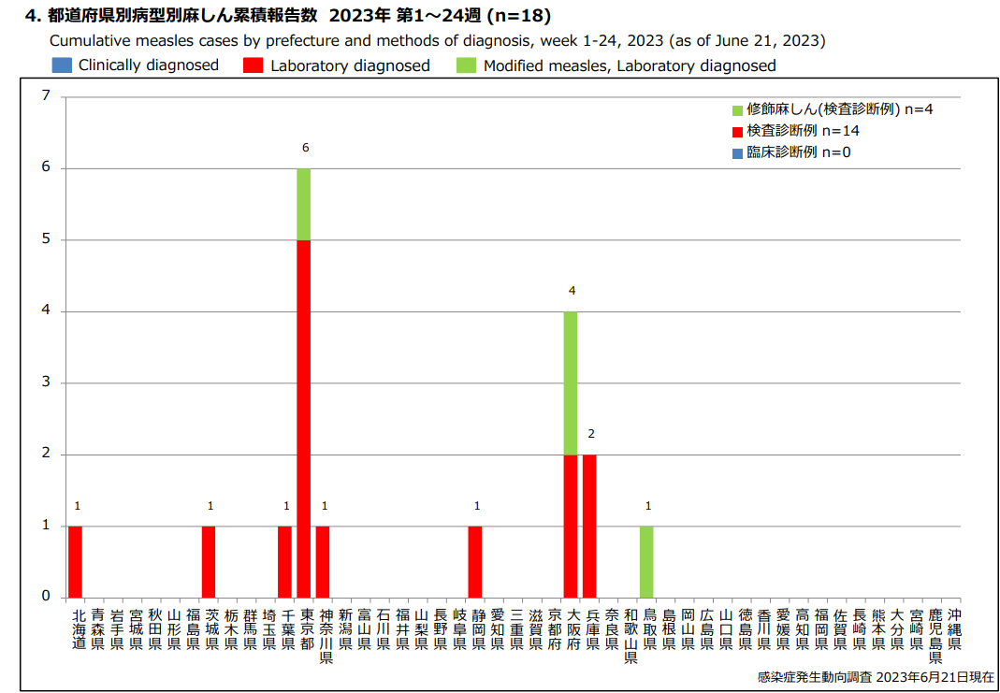 4. 都道府県別病型別麻しん累積報告数 2023年 第1～24週 (n=18)
Cumulative measles cases by prefecture and methods of diagnosis, week 1-24, 2023 (as of June 21, 2023)
Clinically diagnosed Laboratory diagnosed Modified measles, Laboratory diagnosed
修飾麻しん(検査診断例) n=4
検査診断例 n=14
臨床診断例 n=0
7
6
5
4
3
2
1
0
1
1
1
6
1
1
4
2
1
北海道
青森県
岩手県
宮城県
秋田県
山形県
福島県
茨城県
栃木県
群馬県
埼玉県
千葉県
東京都
神奈川県
新潟県
富山県
石川県
福井県
山梨県
長野県
岐阜県
静岡県
愛知県
三重県
滋賀県
京都府
大阪府
兵庫県
奈良県
和歌山県
鳥取県
島根県
岡山県
広島県
山口県
徳島県
香川県
愛媛県
高知県
福岡県
佐賀県
長崎県
熊本県
大分県
宮崎県
鹿児島県
沖縄県
感染症発生動向調査 2023年6月21日現在